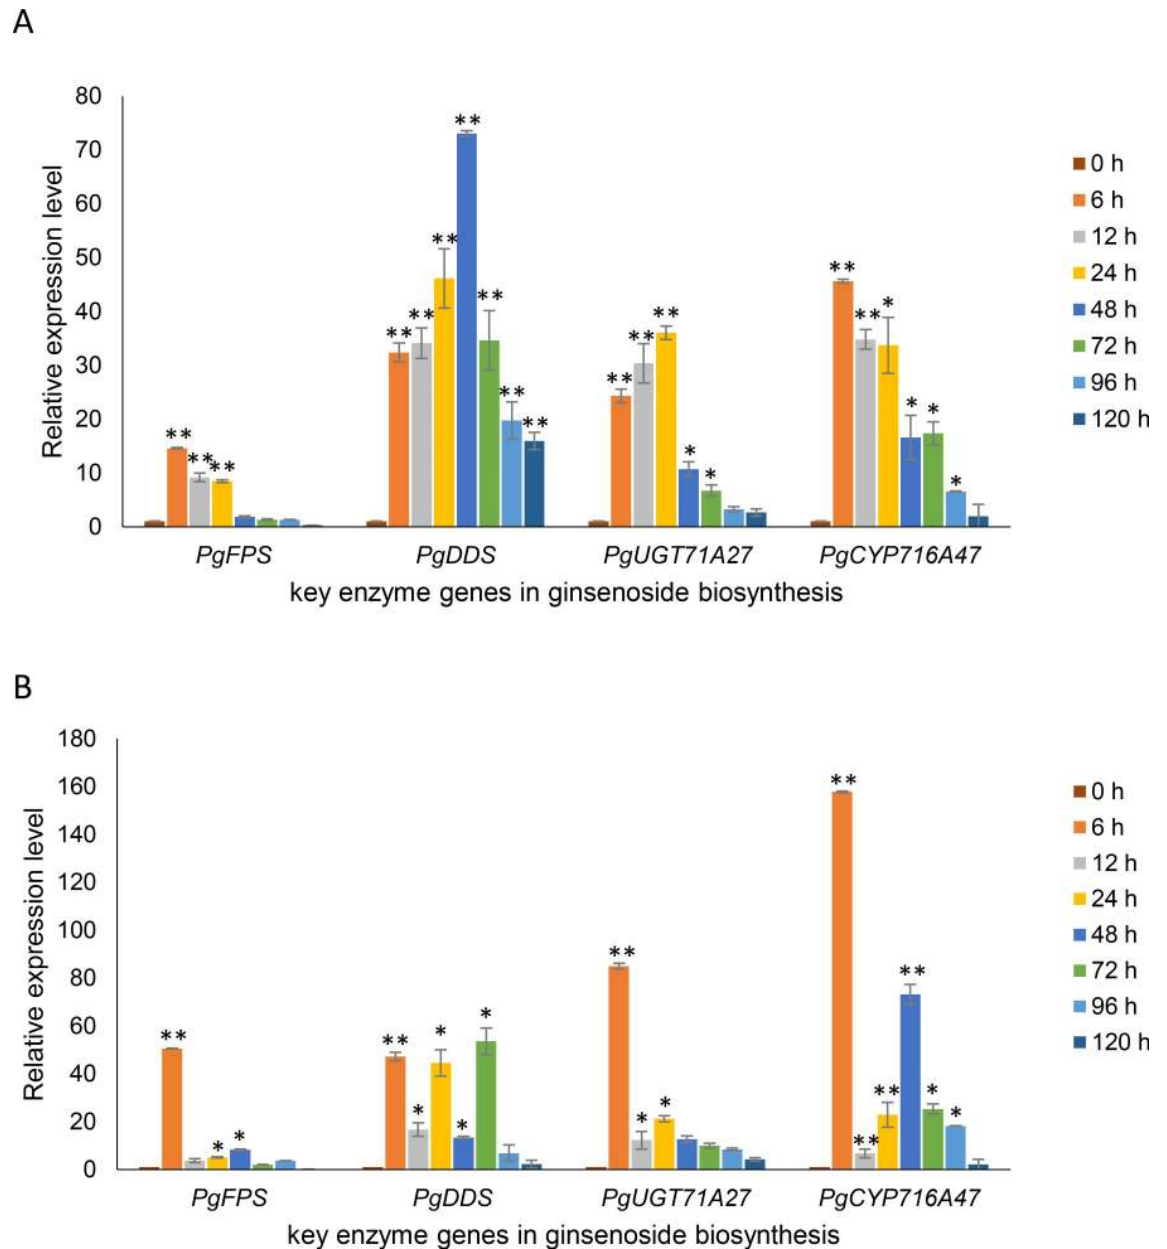 A
80
70
60
50
40
30
20
10
0
Relative expression level
** ** ** ** ** ** ** ** ** ** ** ** ** * * ** ** * * * *
PgFPS PgDDS PgUGT71A27 PgCYP716A47
key enzyme genes in ginsenoside biosynthesis
0 h
6 h
12 h
24 h
48 h
72 h
96 h
120 h
B
180
160
140
120
100
80
60
40
20
0
Relative expression level
** * * ** * * * * ** * * ** ** ** ** * *
PgFPS PgDDS PgUGT71A27 PgCYP716A47
key enzyme genes in ginsenoside biosynthesis
0 h
6 h
12 h
24 h
48 h
72 h
96 h
120 h